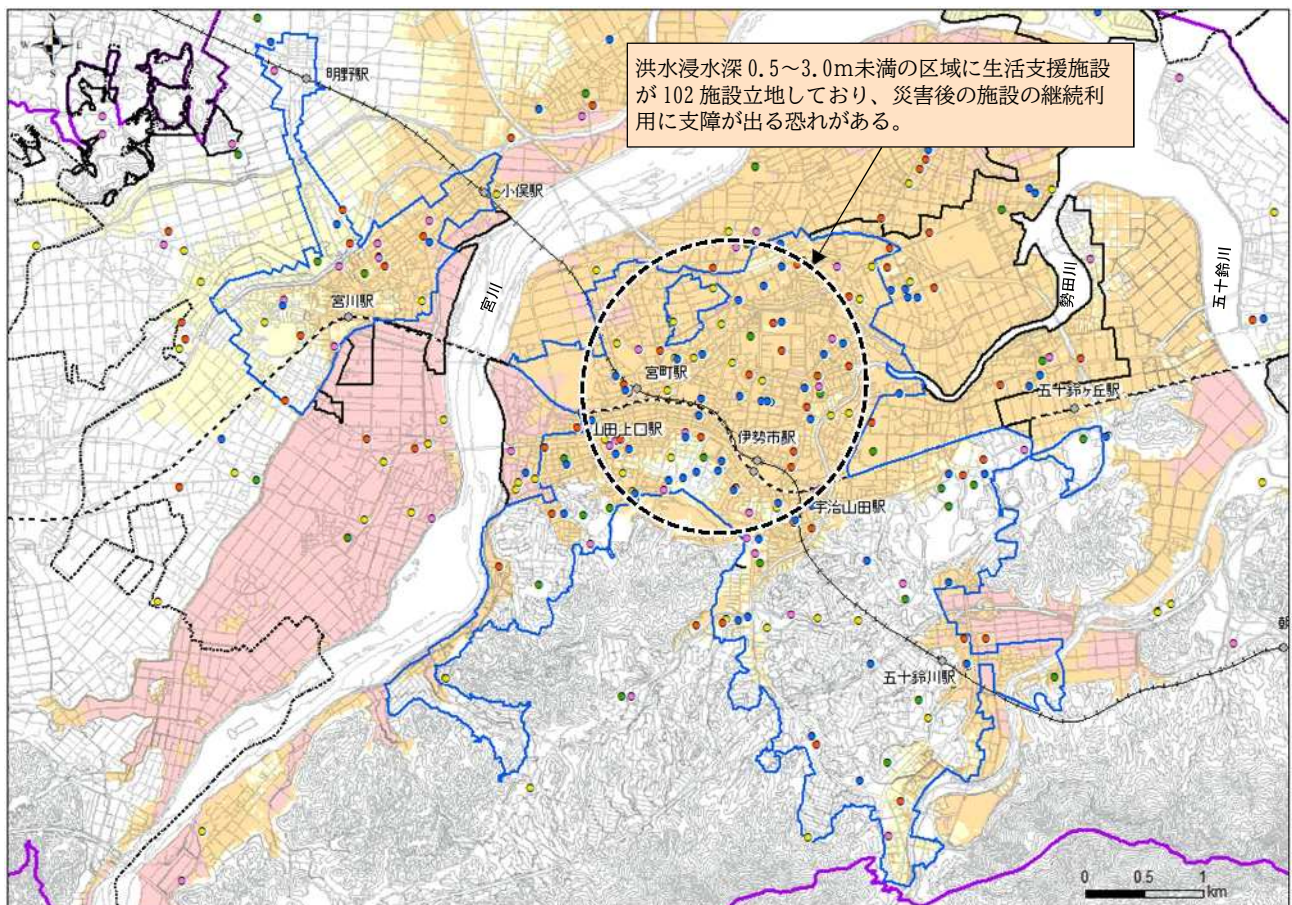 洪水浸水深 0.5～3.0m未満の区域に生活支援施設
が 102 施設立地しており、災害後の施設の継続利
用に支障が出る恐れがある。
明野駅
小俣駅
宮川駅
宮川
勢田川
五十鈴川
宮町駅
山田上口駅
伊勢市駅
五十鈴ヶ丘駅
宇治山田駅
五十鈴川駅
朝
0 0.5 1
km